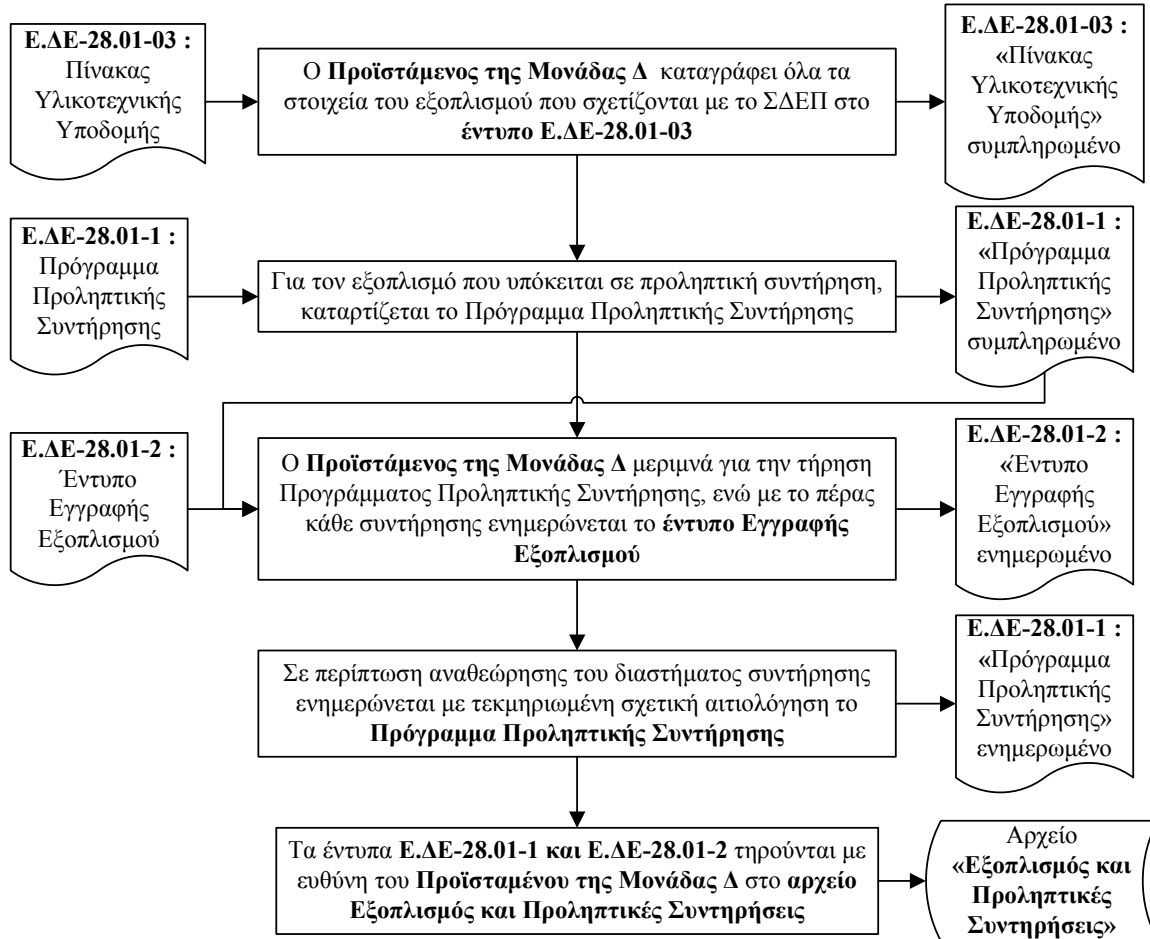 Ε.ΔΕ-28.01-03 :
Πίνακας
Υλικοτεχνικής
Υποδομής
Ο Προϊστάμενος της Μονάδας Δ καταγράφει όλα τα
στοιχεία του εξοπλισμού που σχετίζονται με το ΣΔΕΠ στο
έντυπο Ε.ΔΕ-28.01-03
Ε.ΔΕ-28.01-03 :
«Πίνακας
Υλικοτεχνικής
Υποδομής»
συμπληρωμένο
Ε.ΔΕ-28.01-1 :
Πρόγραμμα
Προληπτικής
Συντήρησης
Για τον εξοπλισμό που υπόκειται σε προληπτική συντήρηση,
καταρτίζεται το Πρόγραμμα Προληπτικής Συντήρησης
Ε.ΔΕ-28.01-1 :
«Πρόγραμμα
Προληπτικής
Συντήρησης»
συμπληρωμένο
Ε.ΔΕ-28.01-2 :
Έντυπο
Εγγραφής
Εξοπλισμού
Ο Προϊστάμενος της Μονάδας Δ μεριμνά για την τήρηση
Προγράμματος Προληπτικής Συντήρησης, ενώ με το πέρας
κάθε συντήρησης ενημερώνεται το έντυπο Εγγραφής
Εξοπλισμού
Ε.ΔΕ-28.01-2 :
«Έντυπο
Εγγραφής
Εξοπλισμού»
ενημερωμένο
Σε περίπτωση αναθεώρησης του διαστήματος συντήρησης
ενημερώνεται με τεκμηριωμένη σχετική αιτιολόγηση το
Πρόγραμμα Προληπτικής Συντήρησης
Ε.ΔΕ-28.01-1 :
«Πρόγραμμα
Προληπτικής
Συντήρησης»
ενημερωμένο
Τα έντυπα Ε.ΔΕ-28.01-1 και Ε.ΔΕ-28.01-2 τηρούνται με
ευθύνη του Προϊσταμένου της Μονάδας Δ στο αρχείο
Εξοπλισμός και Προληπτικές Συντηρήσεις
Αρχείο
«Εξοπλισμός και
Προληπτικές
Συντηρήσεις»